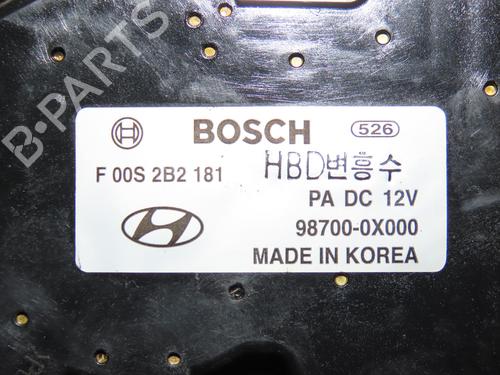 BOSCH 526
F 00S 2B2 181 HBD변흥수
PA DC 12V
98700-0X000
MADE IN KOREA
B-PARTS